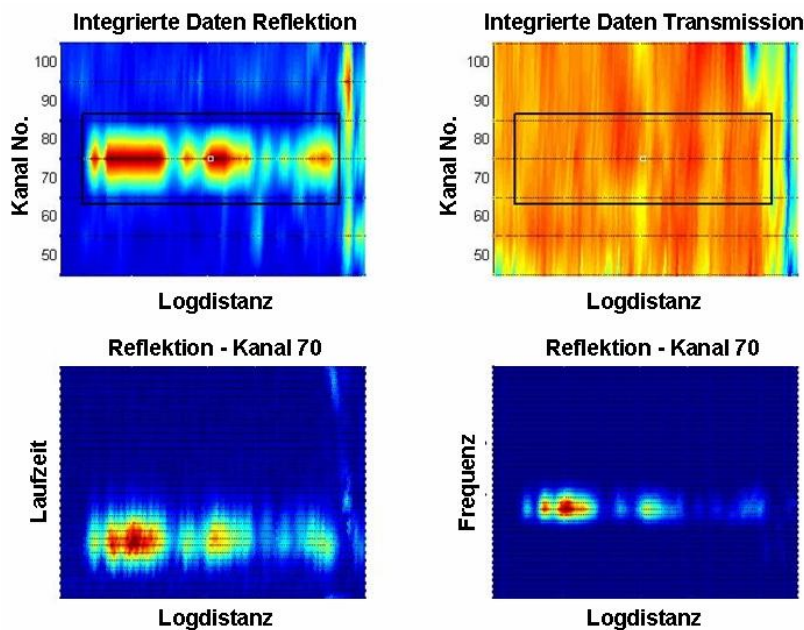 Integrierte Daten Reflektion
Integrierte Daten Transmission
Kanal No.
100
90
80
70
60
50
Logdistanz
Kanal No.
100
90
80
70
60
50
Logdistanz
Reflektion - Kanal 70
Reflektion - Kanal 70
Laufzeit
Logdistanz
Frequenz
Logdistanz